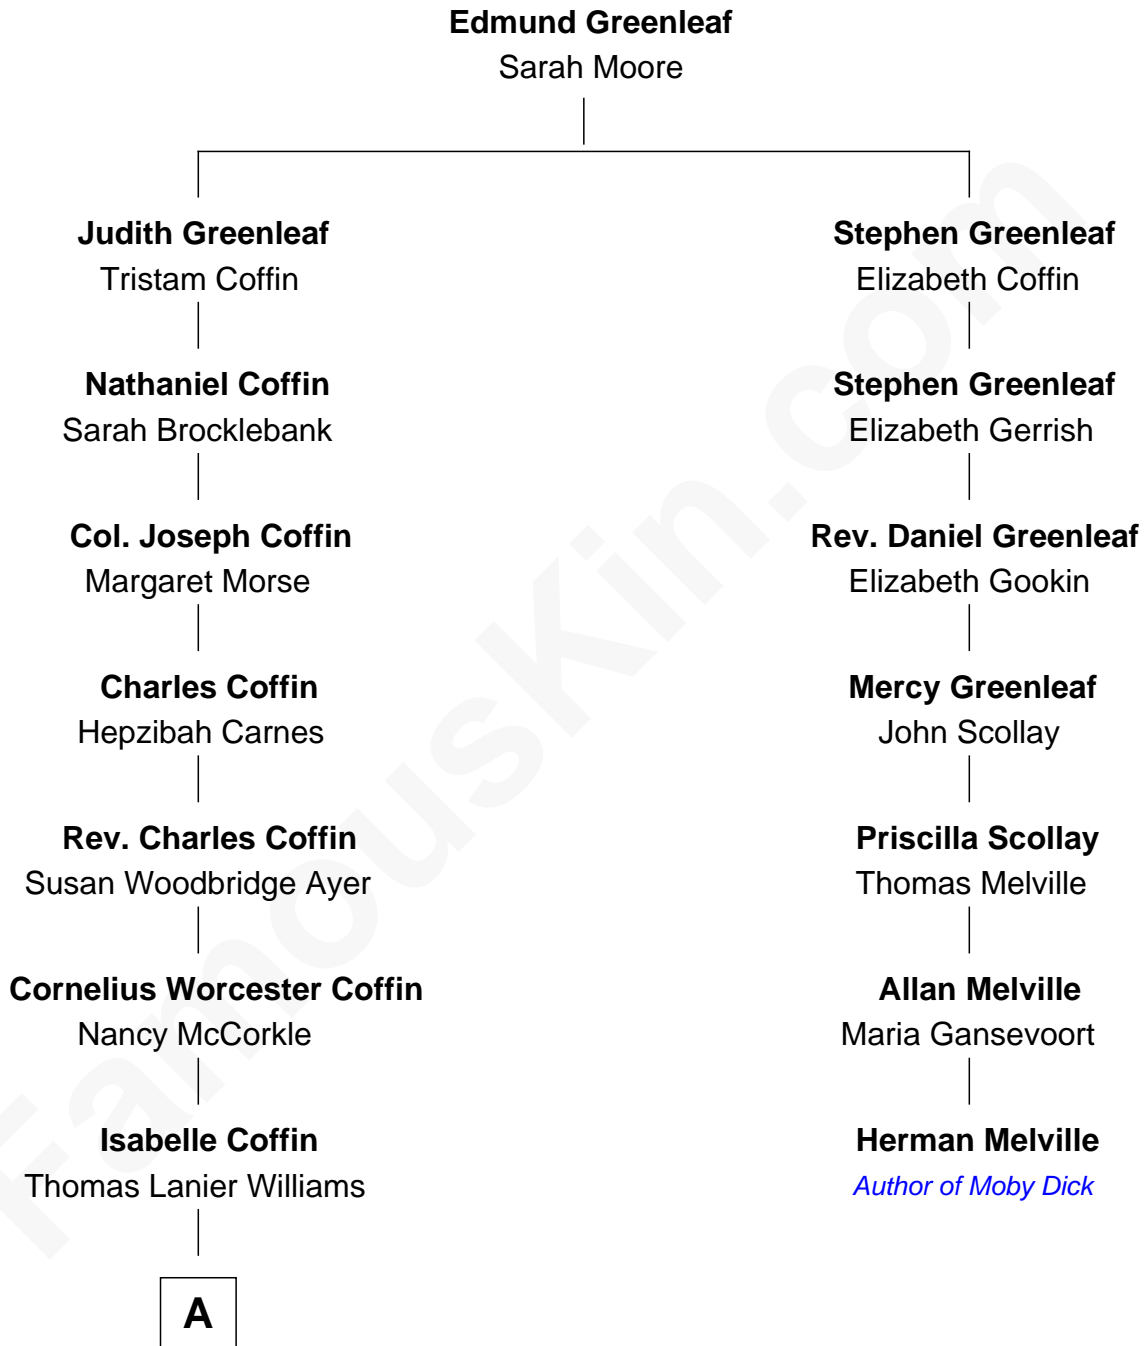 Edmund Greenleaf
Sarah Moore
Judith Greenleaf
Tristam Coffin
Stephen Greenleaf
Elizabeth Coffin
Nathaniel Coffin
Sarah Brocklebank
Stephen Greenleaf
Elizabeth Gerrish
Col. Joseph Coffin
Margaret Morse
Rev. Daniel Greenleaf
Elizabeth Gookin
Charles Coffin
Hepzibah Carnes
Mercy Greenleaf
John Scollay
Rev. Charles Coffin
Susan Woodbridge Ayer
Priscilla Scollay
Thomas Melville
Cornelius Worcester Coffin
Nancy McCorkle
Allan Melville
Maria Gansevoort
Isabelle Coffin
Thomas Lanier Williams
Herman Melville
Author of Moby Dick
A
FamousKin.com